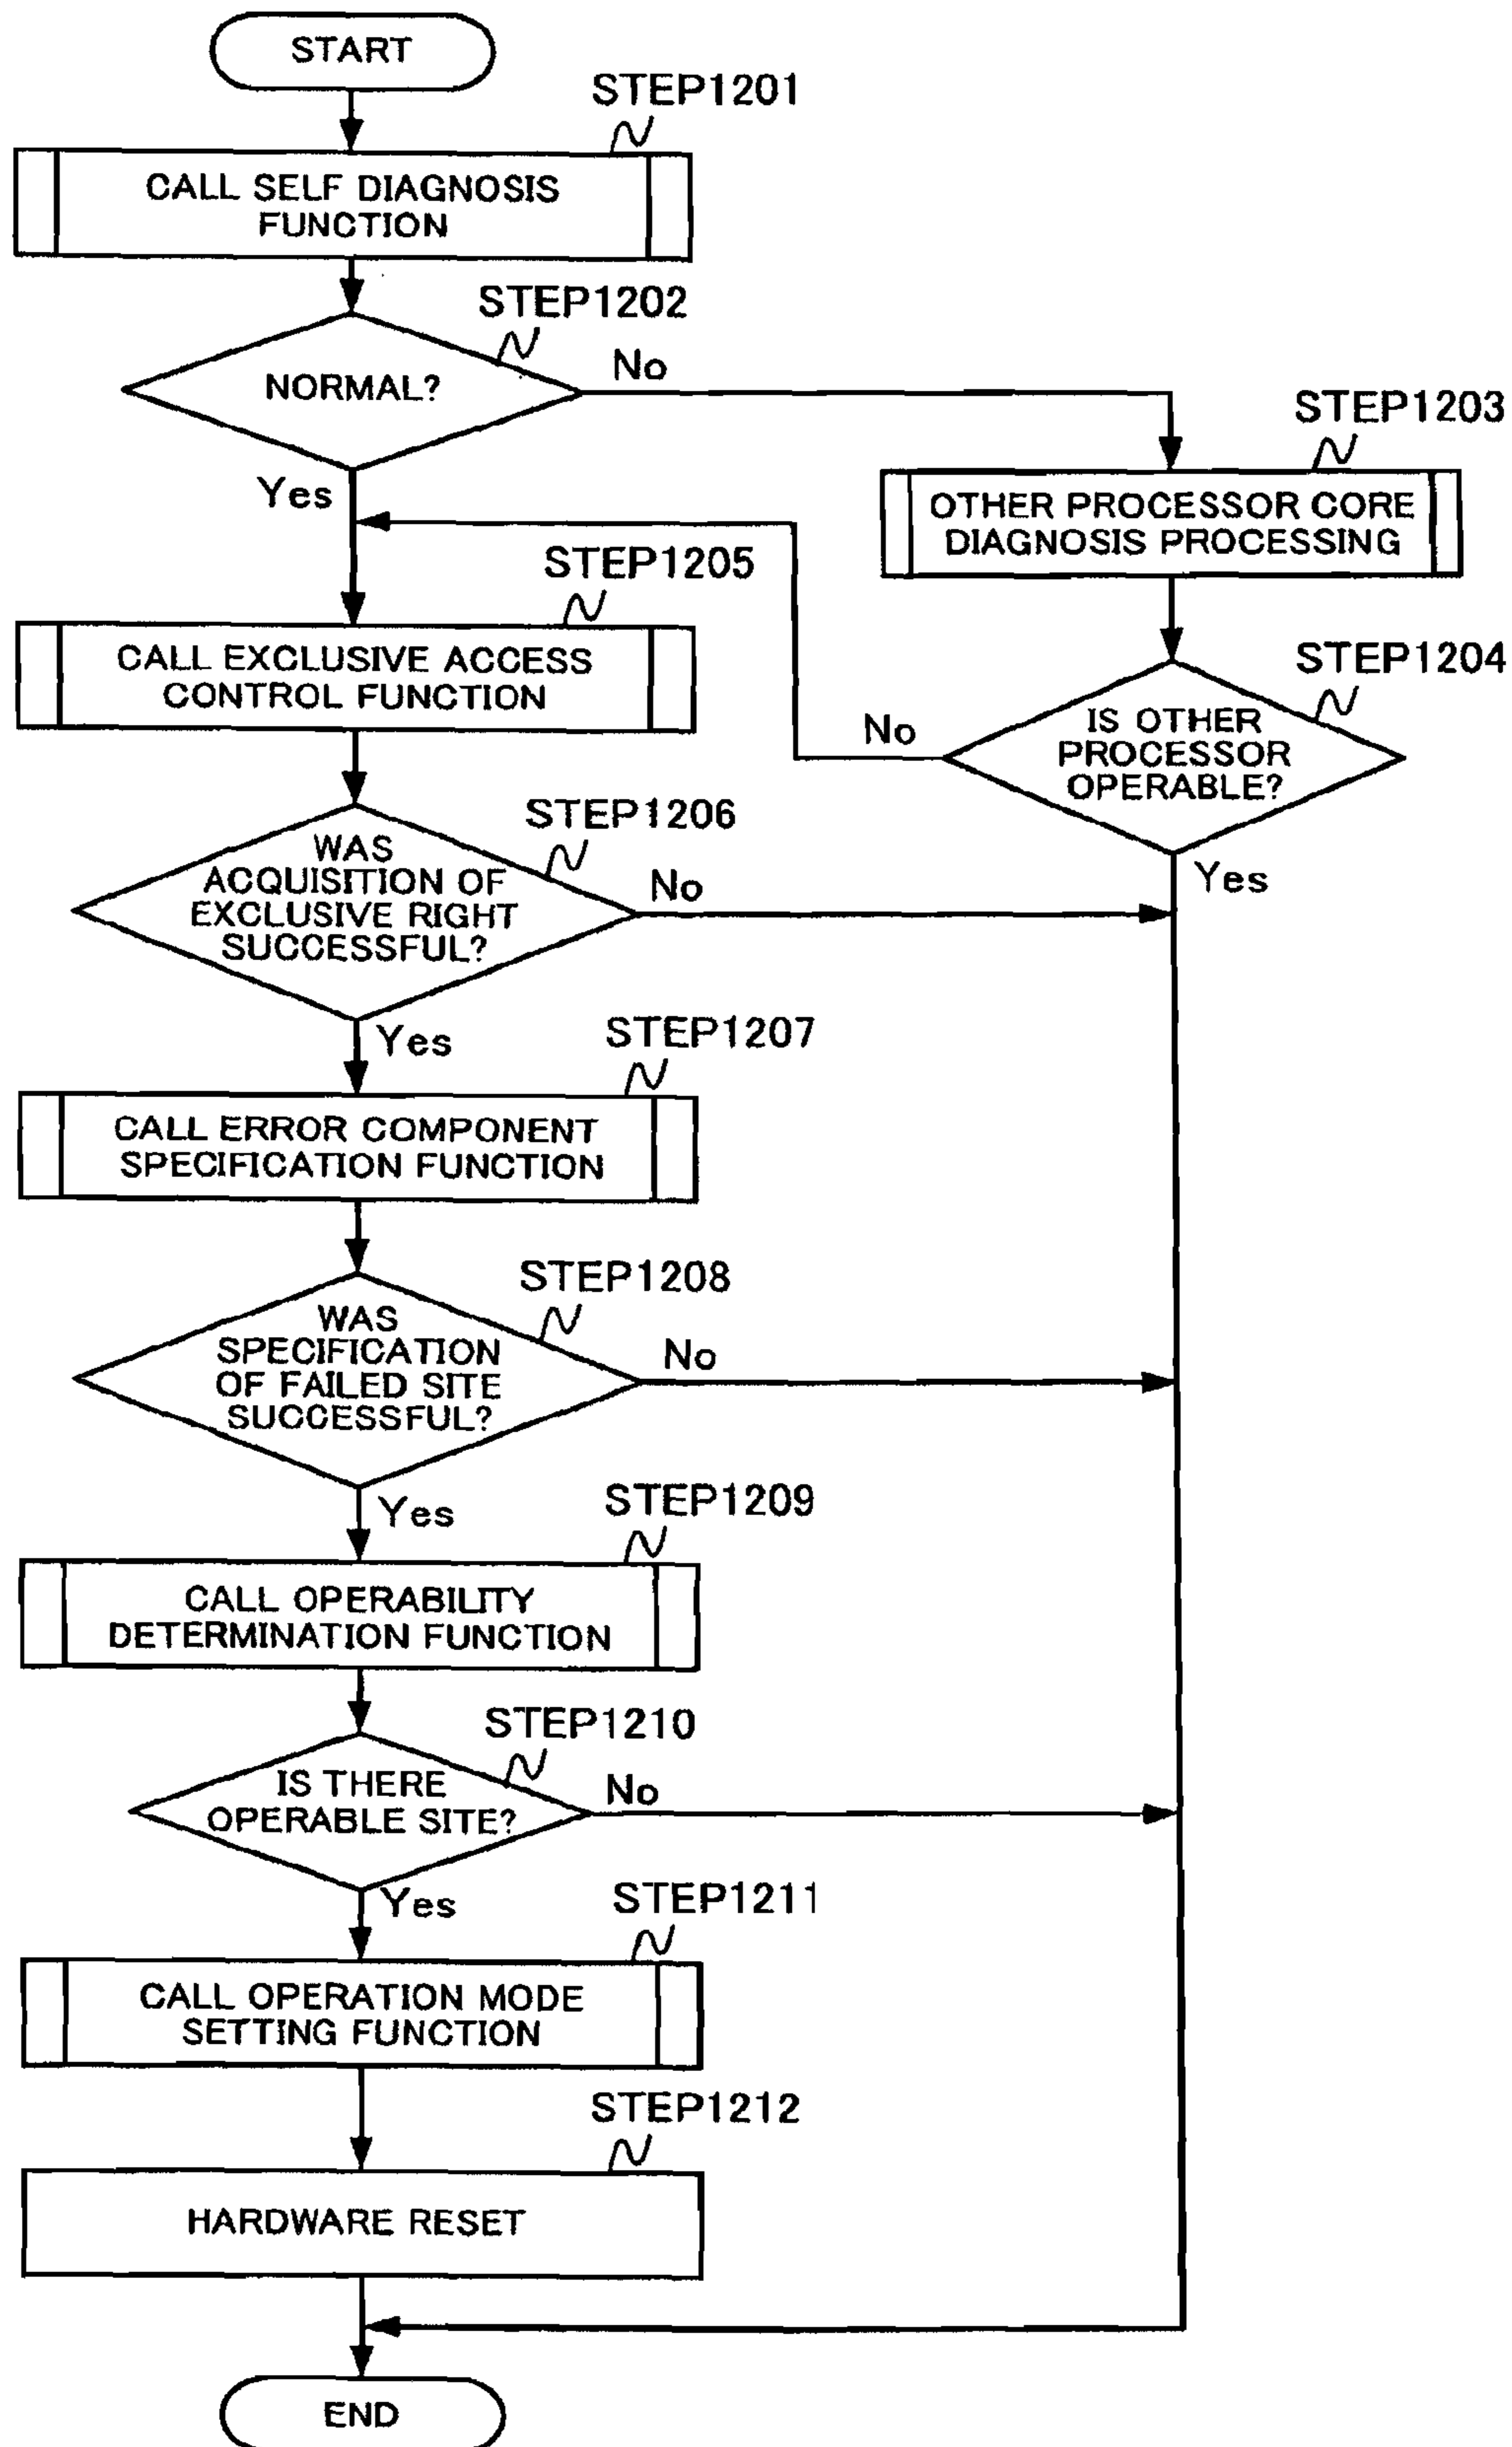 START
STEP1201
CALL SELF DIAGNOSIS
FUNCTION
STEP1202
NORMAL?
No
Yes
STEP1203
OTHER PROCESSOR CORE
DIAGNOSIS PROCESSING
STEP1204
IS OTHER
PROCESSOR
OPERABLE?
No
Yes
STEP1205
CALL EXCLUSIVE ACCESS
CONTROL FUNCTION
STEP1206
WAS
ACQUISITION OF
EXCLUSIVE RIGHT
SUCCESSFUL?
No
Yes
STEP1207
CALL ERROR COMPONENT
SPECIFICATION FUNCTION
STEP1208
WAS
SPECIFICATION
OF FAILED SITE
SUCCESSFUL?
No
Yes
STEP1209
CALL OPERABILITY
DETERMINATION FUNCTION
STEP1210
IS THERE
OPERABLE SITE?
No
Yes
STEP1211
CALL OPERATION MODE
SETTING FUNCTION
STEP1212
HARDWARE RESET
END